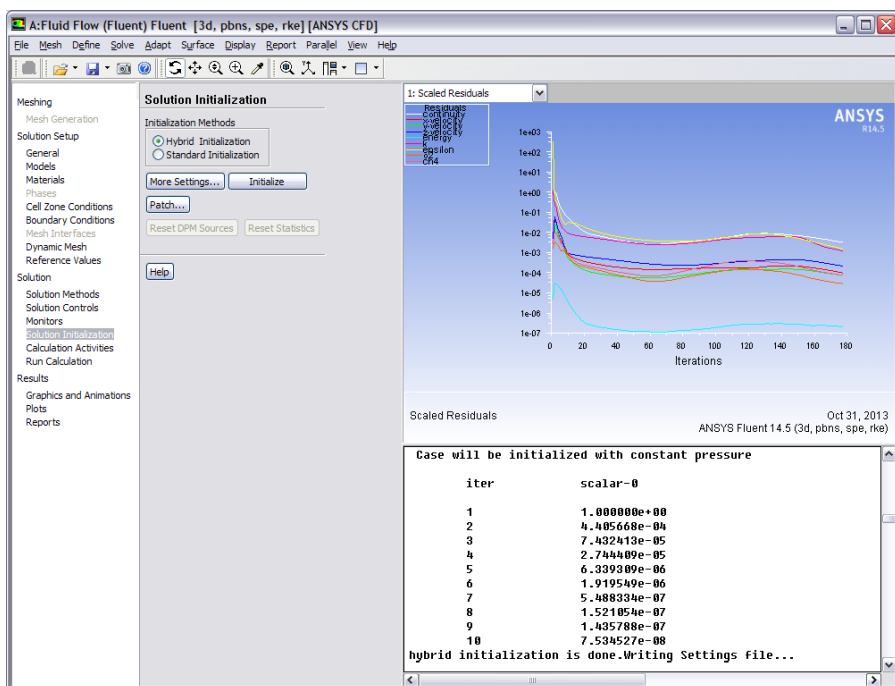 A:Fluid Flow (Fluent) Fluent [3d, pbns, spe, rke] [ANSYS CFD]
File Mesh Define Solve Adapt Surface Display Report Parallel View Help
Meshing
Mesh Generation
Solution Setup
General
Models
Materials
Phases
Cell Zone Conditions
Boundary Conditions
Mesh Interfaces
Dynamic Mesh
Reference Values
Solution
Solution Methods
Solution Controls
Monitors
Solution Initialization
Calculation Activities
Run Calculation
Results
Graphics and Animations
Plots
Reports
Solution Initialization
Initialization Methods
Hybrid Initialization
Standard Initialization
More Settings... Initialize
Patch...
Reset DPM Sources Reset Statistics
Help
1: Scaled Residuals
Residuals
continuity
x-velocity
y-velocity
z-velocity
energy
k
epsilon
o2
ch4
ANSYS
R14.5
1e+03
1e+02
1e+01
1e+00
1e-01
1e-02
1e-03
1e-04
1e-05
1e-06
1e-07
0 20 40 60 80 100 120 140 160 180
Iterations
Scaled Residuals
Oct 31, 2013
ANSYS Fluent 14.5 (3d, pbns, spe, rke)
Case will be initialized with constant pressure
iter scalar-0
1 1.000000e+00
2 4.405668e-04
3 7.432413e-05
4 2.744409e-05
5 6.339309e-06
6 1.919549e-06
7 5.488334e-07
8 1.521054e-07
9 1.435788e-07
10 7.534527e-08
hybrid initialization is done.Writing Settings file...